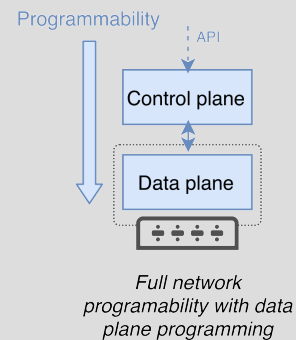 Programmability
API
Control plane
Data plane
Full network
programability with data
plane programming